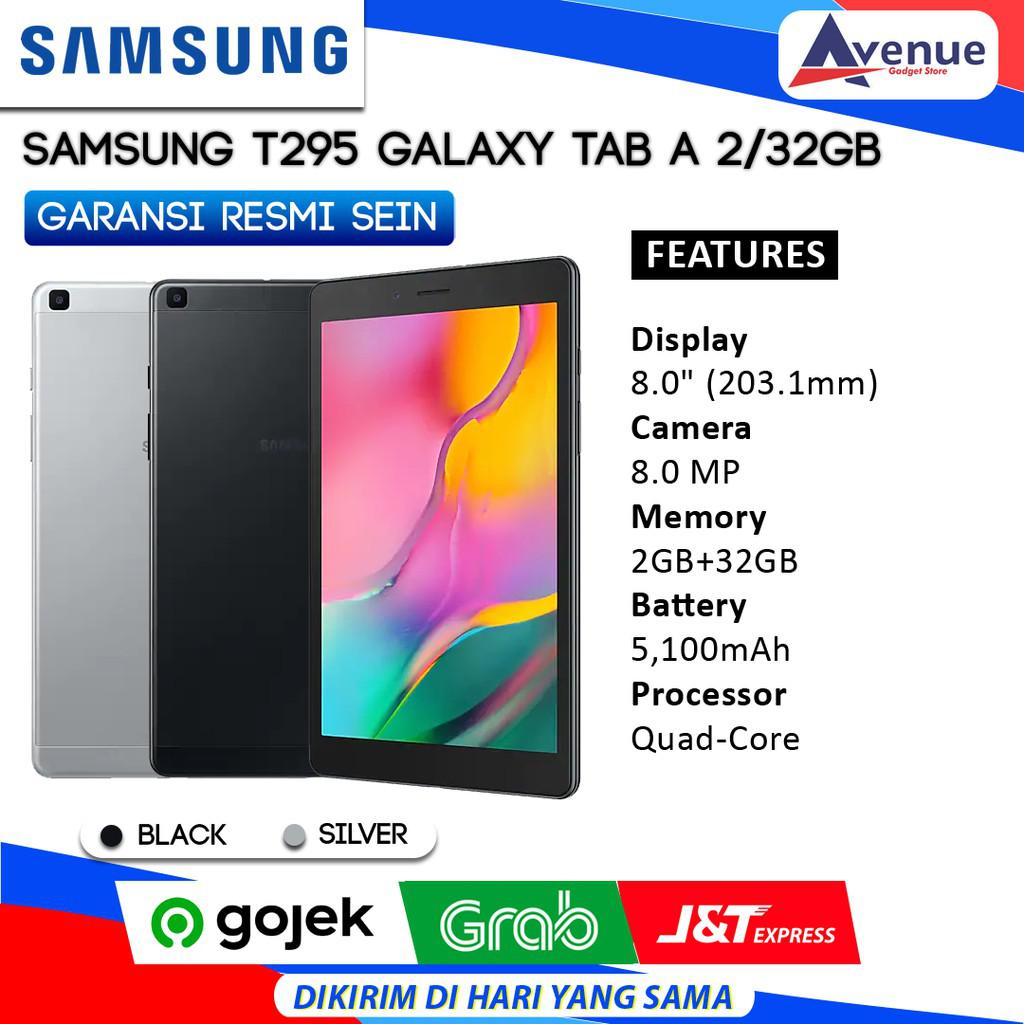 SAMSUNG
Avenue
Gadget Store
SAMSUNG T295 GALAXY TAB A 2/32GB
GARANSI RESMI SEIN
FEATURES
Display
8.0" (203.1mm)
Camera
8.0 MP
Memory
2GB+32GB
Battery
5,100mAh
Processor
Quad-Core
BLACK
SILVER
gojek
Grab
J&T EXPRESS
DIKIRIM DI HARI YANG SAMA